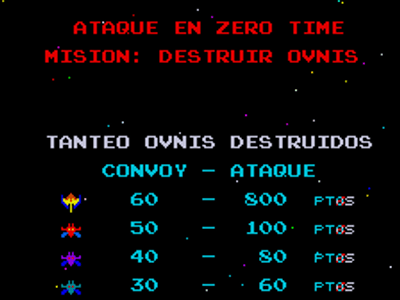 ATAQUE EN ZERO TIME
MISION: DESTRUIR OVNIS
TANTEO OVNIS DESTRUIDOS
CONVOY - ATAQUE
60 - 800 PTOS
50 - 100 PTOS
40 - 80 PTOS
30 - 60 PTOS